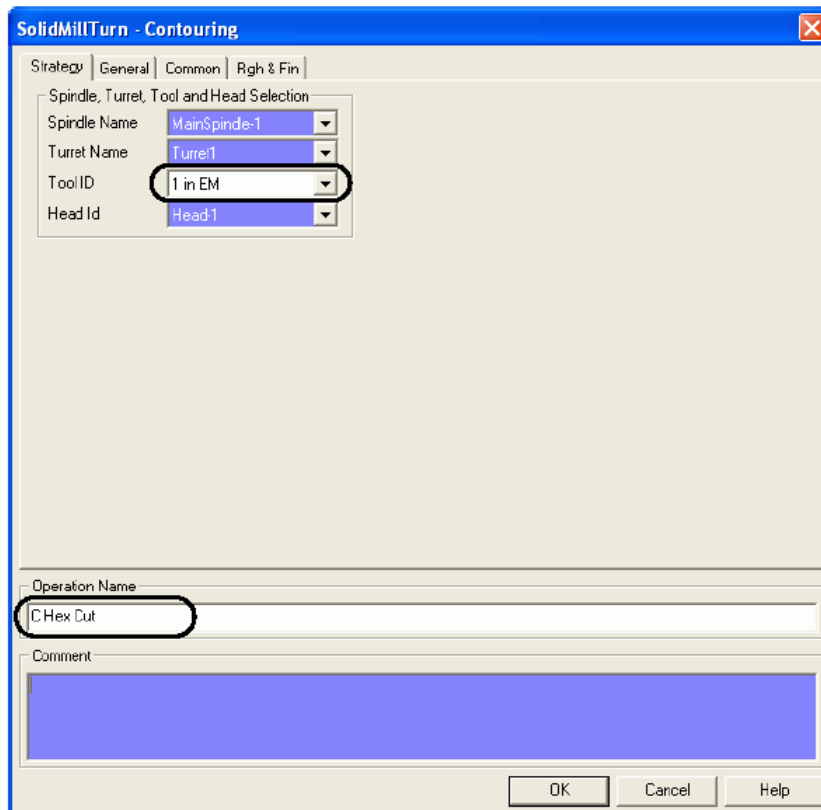 SolidMillTurn - Contouring
Strategy General Common Rgh & Fin
Spindle, Turret, Tool and Head Selection
Spindle Name MainSpindle-1
Turret Name Turret1
Tool ID 1 in EM
Head Id Head-1
Operation Name
C Hex Cut
Comment
OK Cancel Help